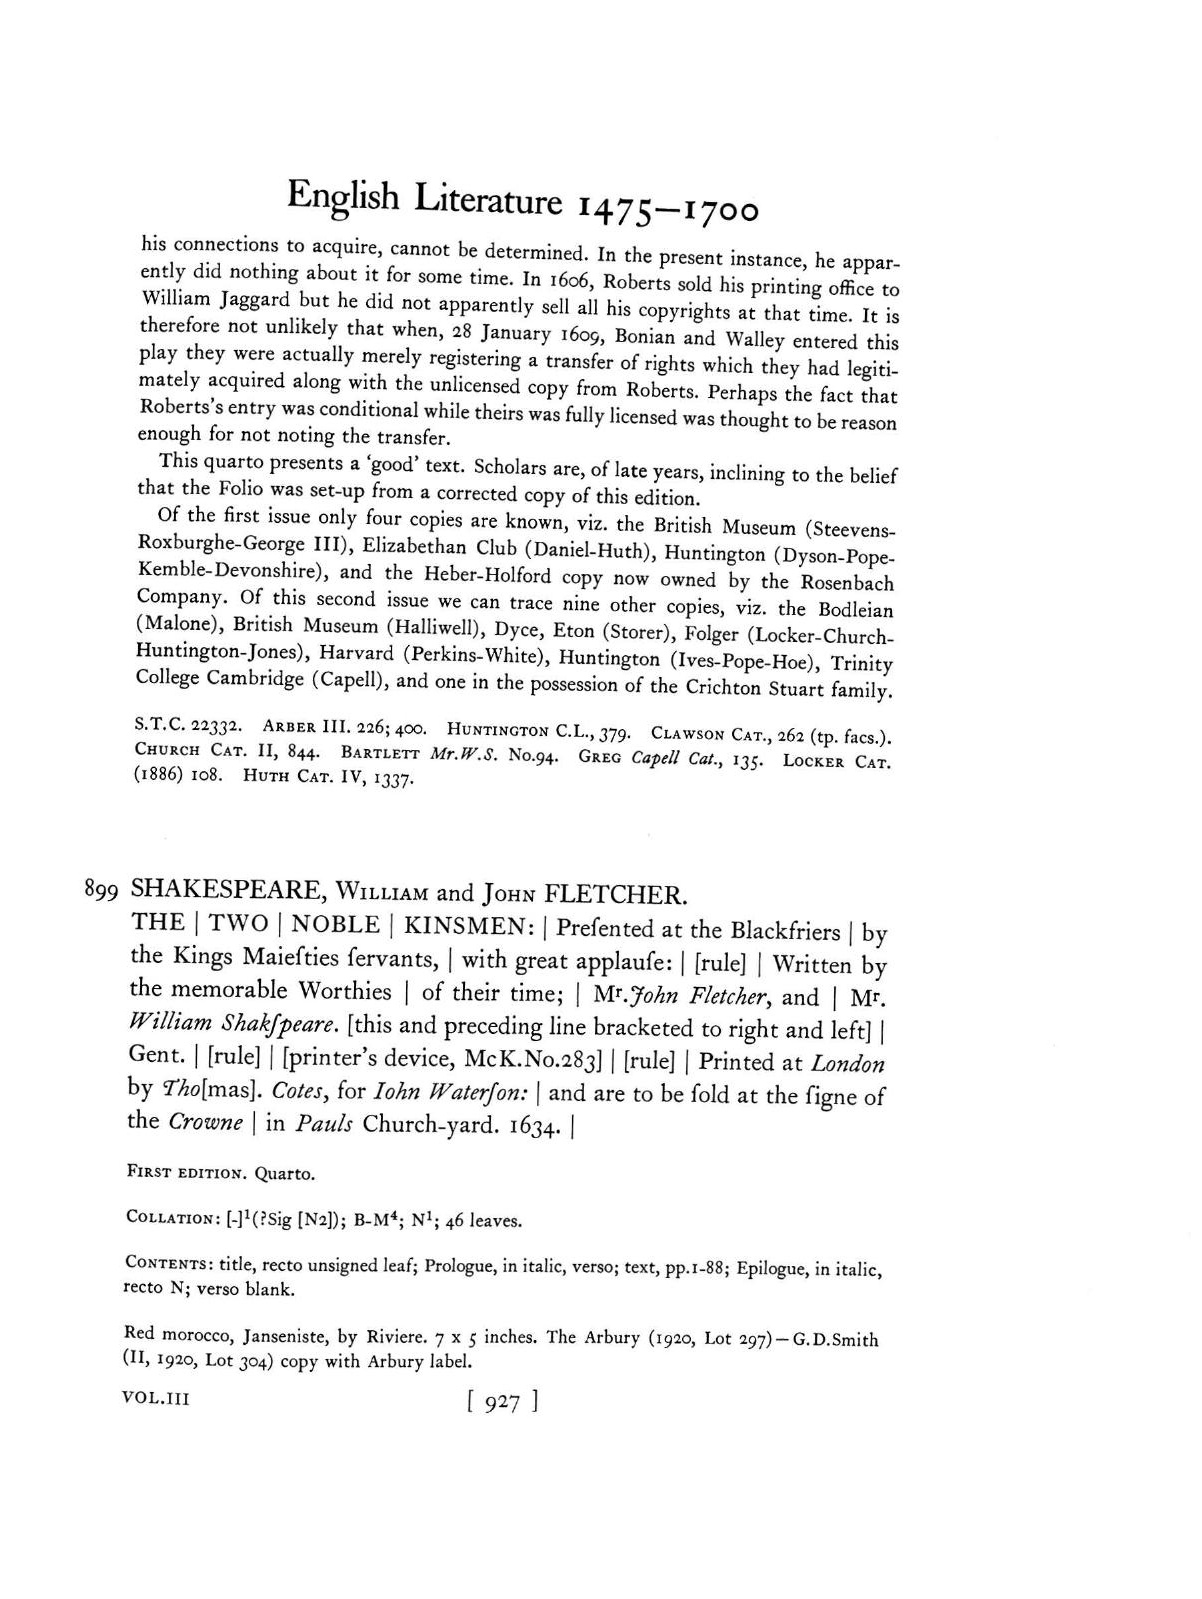 English Literature 1475—1700
his connections to acquire, cannot be determined. In the present instance, he appar-
ently did nothing about it for some time. In 1606, Roberts sold his printing office to
William Jaggard but he did not apparently sell all his copyrights at that time. It is
therefore not unlikely that when, 28 January 1609, Bonian and Walley entered this
play they were actually merely registering a transfer of rights which they had legiti-
mately acquired along with the unlicensed copy from Roberts. Perhaps the fact that
Roberts's entry was conditional while theirs was fully licensed was thought to be reason
enough for not noting the transfer.
This quarto presents a 'good' text. Scholars are, of late years, inclining to the belief
that the Folio was set-up from a corrected copy of this edition.
Of the first issue only four copies are known, viz. the British Museum (Steevens-
Roxburghe-George III), Elizabethan Club (Daniel-Huth), Huntington (Dyson-Pope-
Kemble-Devonshire), and the Heber-Holford copy now owned by the Rosenbach
Company. Of this second issue we can trace nine other copies, viz. the Bodleian
(Malone), British Museum (Halliwell), Dyce, Eton (Storer), Folger (Locker-Church-
Huntington-Jones), Harvard (Perkins-White), Huntington (Ives-Pope-Hoe), Trinity
College Cambridge (Capell), and one in the possession of the Crichton Stuart family.
S.T.C. 22332. ARBER III. 226; 400. HUNTINGTON C.L., 379. CLAWSON CAT., 262 (tp. facs.).
CHURCH CAT. II, 844. BARTLETT Mr.W.S. No.94. GREG Capell Cat., 135. LOCKER CAT.
(1886) 108. HUTH CAT. IV, 1337.
899 SHAKESPEARE, WILLIAM and JOHN FLETCHER.
THE | TWO | NOBLE | KINSMEN: | Preſented at the Blackfriers | by
the Kings Maieſties ſervants, | with great applauſe: | [rule] | Written by
the memorable Worthies | of their time; | Mʳ.John Fletcher, and | Mʳ.
William Shakſpeare. [this and preceding line bracketed to right and left] |
Gent. | [rule] | [printer's device, McK.No.283] | [rule] | Printed at London
by Tho[mas]. Cotes, for Iohn Waterſon: | and are to be ſold at the ſigne of
the Crowne | in Pauls Church-yard. 1634. |
FIRST EDITION. Quarto.
COLLATION: [-]¹(?Sig [N2]); B-M⁴; N¹; 46 leaves.
CONTENTS: title, recto unsigned leaf; Prologue, in italic, verso; text, pp.1-88; Epilogue, in italic,
recto N; verso blank.
Red morocco, Janseniste, by Riviere. 7 x 5 inches. The Arbury (1920, Lot 297)—G.D.Smith
(II, 1920, Lot 304) copy with Arbury label.
VOL.III [ 927 ]